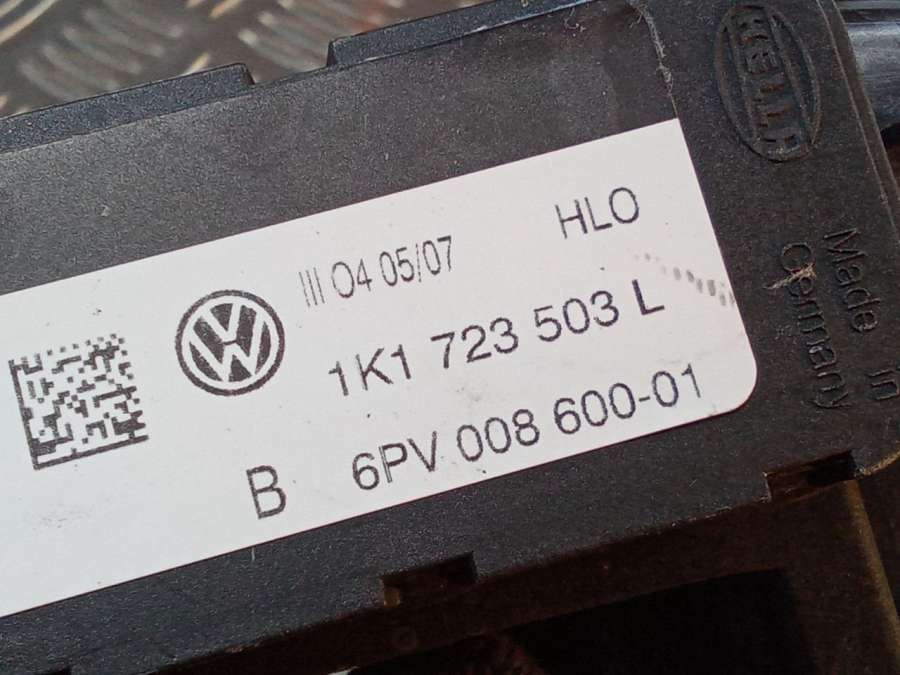 HELLA
III 04 05/07
HLO
1K1 723 503 L
B 6PV 008 600-01
Made in
Germany